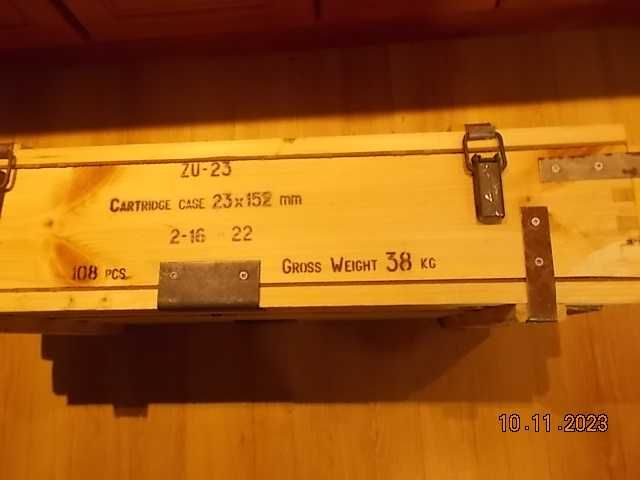 ZU-23
CARTRIDGE CASE 23x152 mm
2-16 22
108 PCS.
GROSS WEIGHT 38 KG
10.11.2023